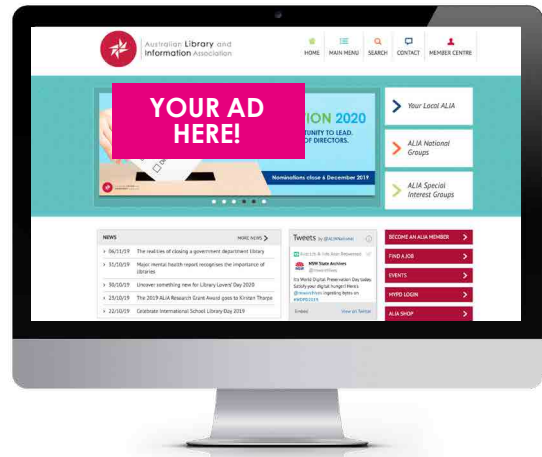 Australian Library and
Information Association
HOME
MAIN MENU
SEARCH
CONTACT
MEMBER CENTRE
YOUR AD
HERE!
ION 2020
TUNITY TO LEAD.
OF DIRECTORS.
Nominations close 6 December 2019
Your Local ALIA
ALIA National
Groups
ALIA Special
Interest Groups
NEWS
MORE NEWS
06/11/19 The realities of closing a government department library
31/10/19 Major mental health report recognises the importance of
libraries
30/10/19 Uncover something new for Library Lovers' Day 2020
25/10/19 The 2019 ALIA Research Grant Award goes to Kirsten Thorpe
22/10/19 Celebrate International School Library Day 2019
Tweets by @ALIANational
NSW State Archives
It's World Digital Preservation Day today.
Satisfy your digital hunger! Here's
#WDPD2019
Embed
View on Twitter
BECOME AN ALIA MEMBER
FIND A JOB
EVENTS
MYPD LOGIN
ALIA SHOP